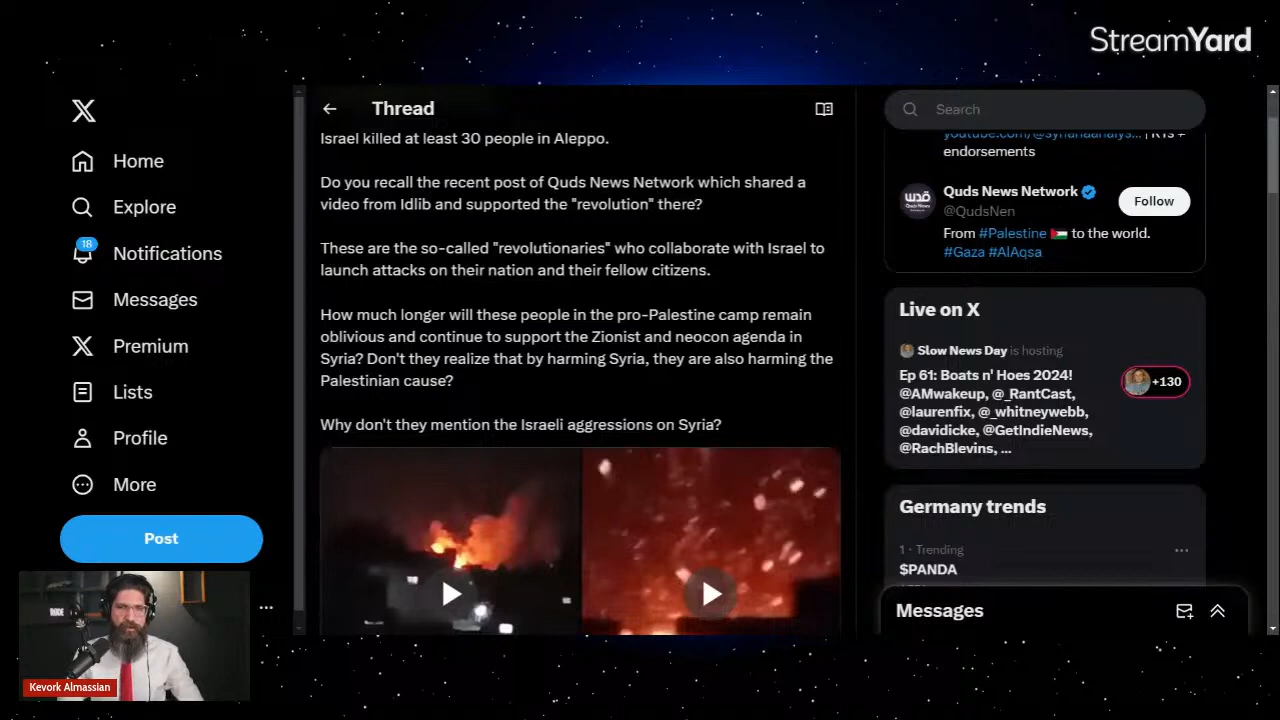 StreamYard
Home
Explore
18
Notifications
Messages
Premium
Lists
Profile
More
Post
Kevork Almassian
Thread
Israel killed at least 30 people in Aleppo.
Do you recall the recent post of Quds News Network which shared a
video from Idlib and supported the "revolution" there?
These are the so-called "revolutionaries" who collaborate with Israel to
launch attacks on their nation and their fellow citizens.
How much longer will these people in the pro-Palestine camp remain
oblivious and continue to support the Zionist and neocon agenda in
Syria? Don't they realize that by harming Syria, they are also harming the
Palestinian cause?
Why don't they mention the Israeli aggressions on Syria?
Search
youtube.com/@syrianaanalys... | RTs ≠
endorsements
Quds News Network
@QudsNen
Follow
From #Palestine 🇵🇸 to the world.
#Gaza #AlAqsa
Live on X
Slow News Day is hosting
Ep 61: Boats n' Hoes 2024!
@AMwakeup, @_RantCast,
@laurenfix, @_whitneywebb,
@davidicke, @GetIndieNews,
@RachBlevins, ...
+130
Germany trends
1 · Trending
$PANDA
Messages